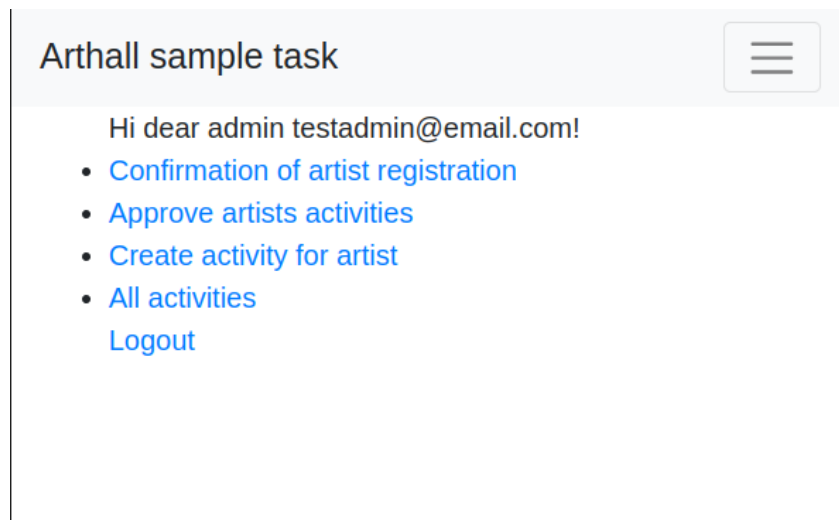 Arthall sample task
Hi dear admin testadmin@email.com!
Confirmation of artist registration
Approve artists activities
Create activity for artist
All activities
Logout